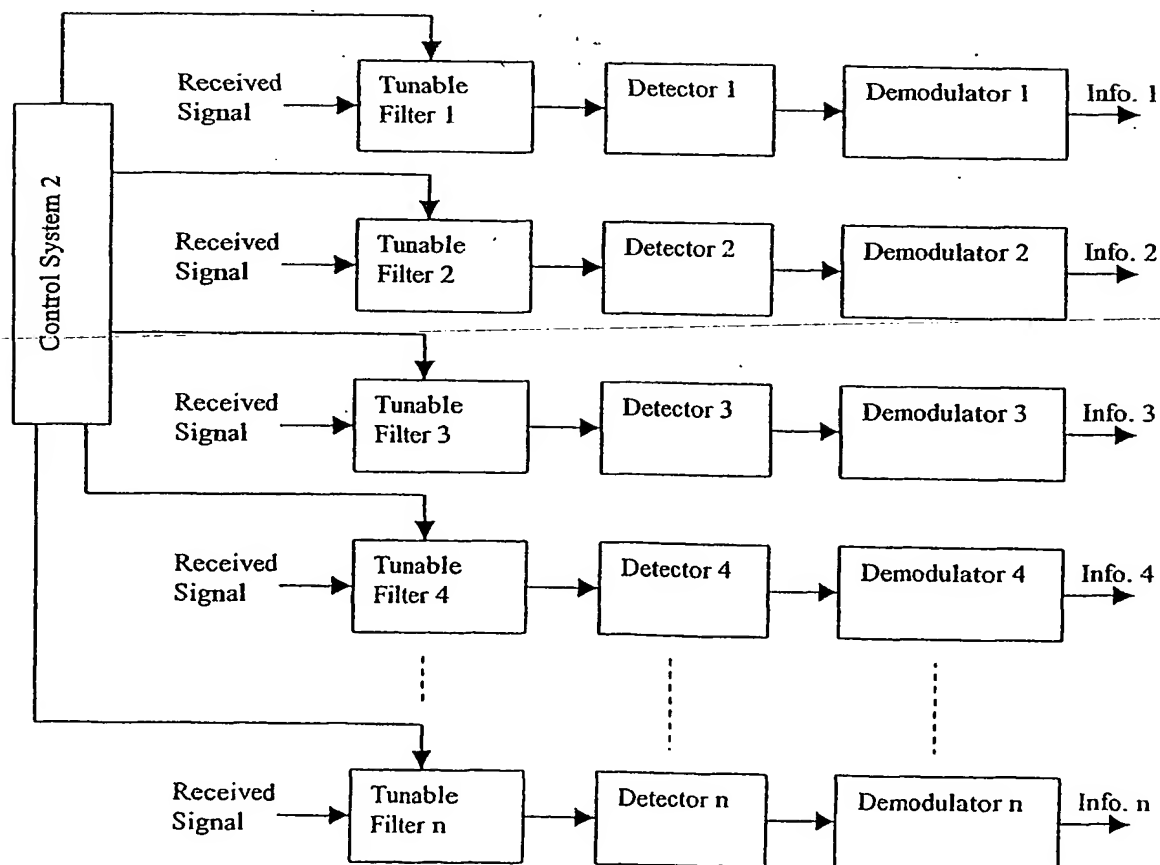 Control System 2
Received
Signal
Tunable
Filter 1
Detector 1
Demodulator 1
Info. 1
Received
Signal
Tunable
Filter 2
Detector 2
Demodulator 2
Info. 2
Received
Signal
Tunable
Filter 3
Detector 3
Demodulator 3
Info. 3
Received
Signal
Tunable
Filter 4
Detector 4
Demodulator 4
Info. 4
Received
Signal
Tunable
Filter n
Detector n
Demodulator n
Info. n